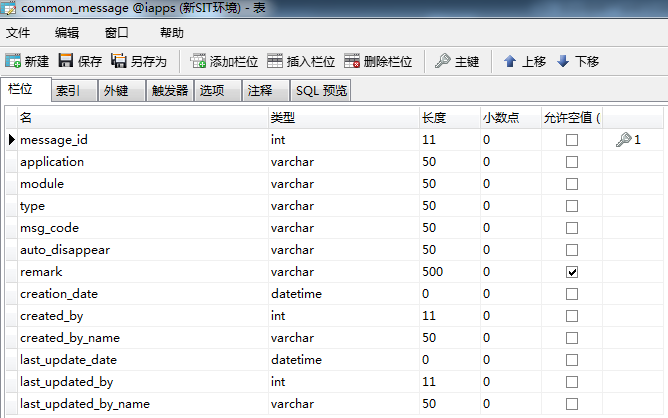 common_message @iapps (新SIT环境) - 表
文件 编辑 窗口 帮助
新建 保存 另存为 添加栏位 插入栏位 删除栏位 主键 上移 下移
栏位 索引 外键 触发器 选项 注释 SQL 预览
名 类型 长度 小数点 允许空值 (
message_id int 11 0 1
application varchar 50 0
module varchar 50 0
type varchar 50 0
msg_code varchar 50 0
auto_disappear varchar 50 0
remark varchar 500 0
creation_date datetime 0 0
created_by int 11 0
created_by_name varchar 50 0
last_update_date datetime 0 0
last_updated_by int 11 0
last_updated_by_name varchar 50 0